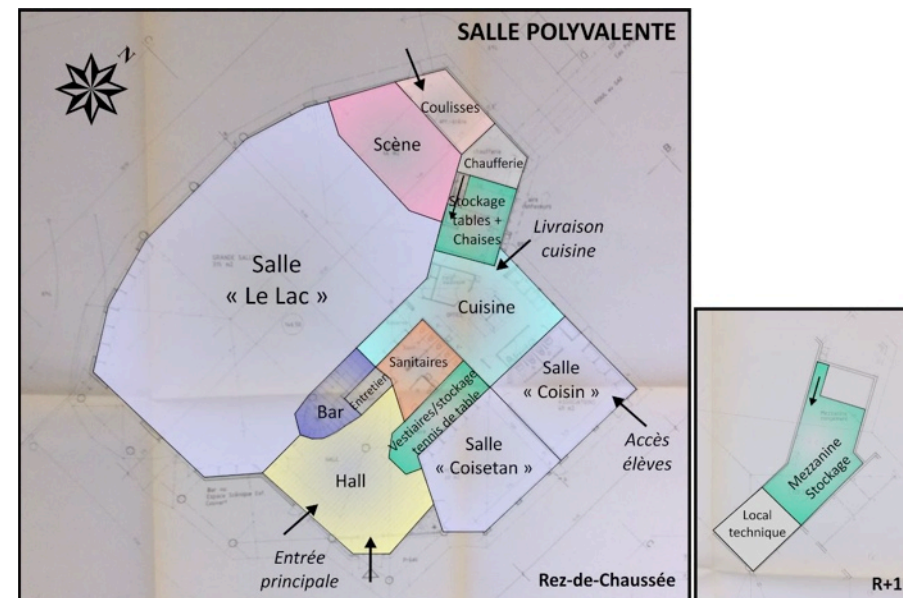 SALLE POLYVALENTE
N
Coulisses
Scène
Chaufferie
Stockage
tables +
Chaises
Livraison
cuisine
Salle
« Le Lac »
Cuisine
Sanitaires
Salle
« Coisin »
Entretien
Bar
Vestiaires/stockage
tennis de table
Salle
« Coisetan »
Accès
élèves
Hall
Entrée
principale
Rez-de-Chaussée
Mezzanine
Stockage
Local
technique
R+1